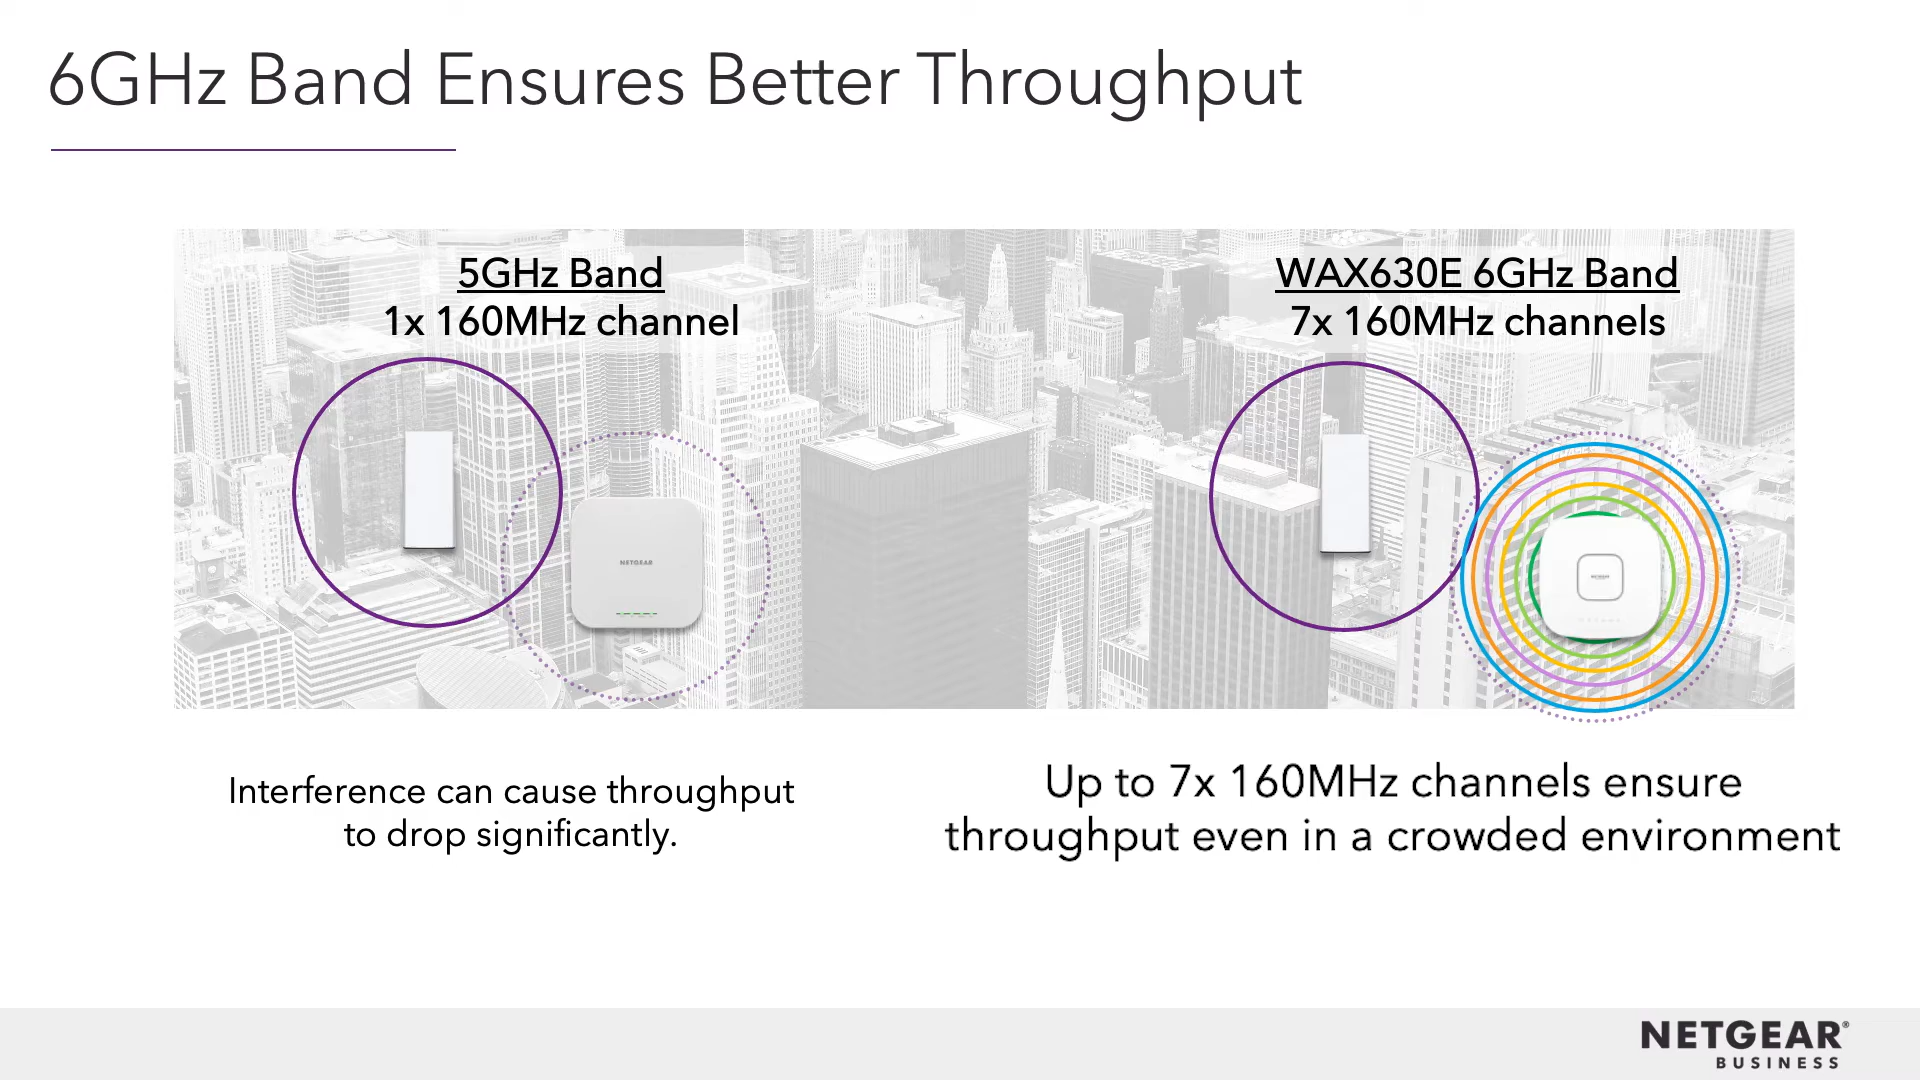 6GHz Band Ensures Better Throughput
5GHz Band
1x 160MHz channel
WAX630E 6GHz Band
7x 160MHz channels
NETGEAR
Interference can cause throughput
to drop significantly.
Up to 7x 160MHz channels ensure
throughput even in a crowded environment
NETGEAR®
BUSINESS